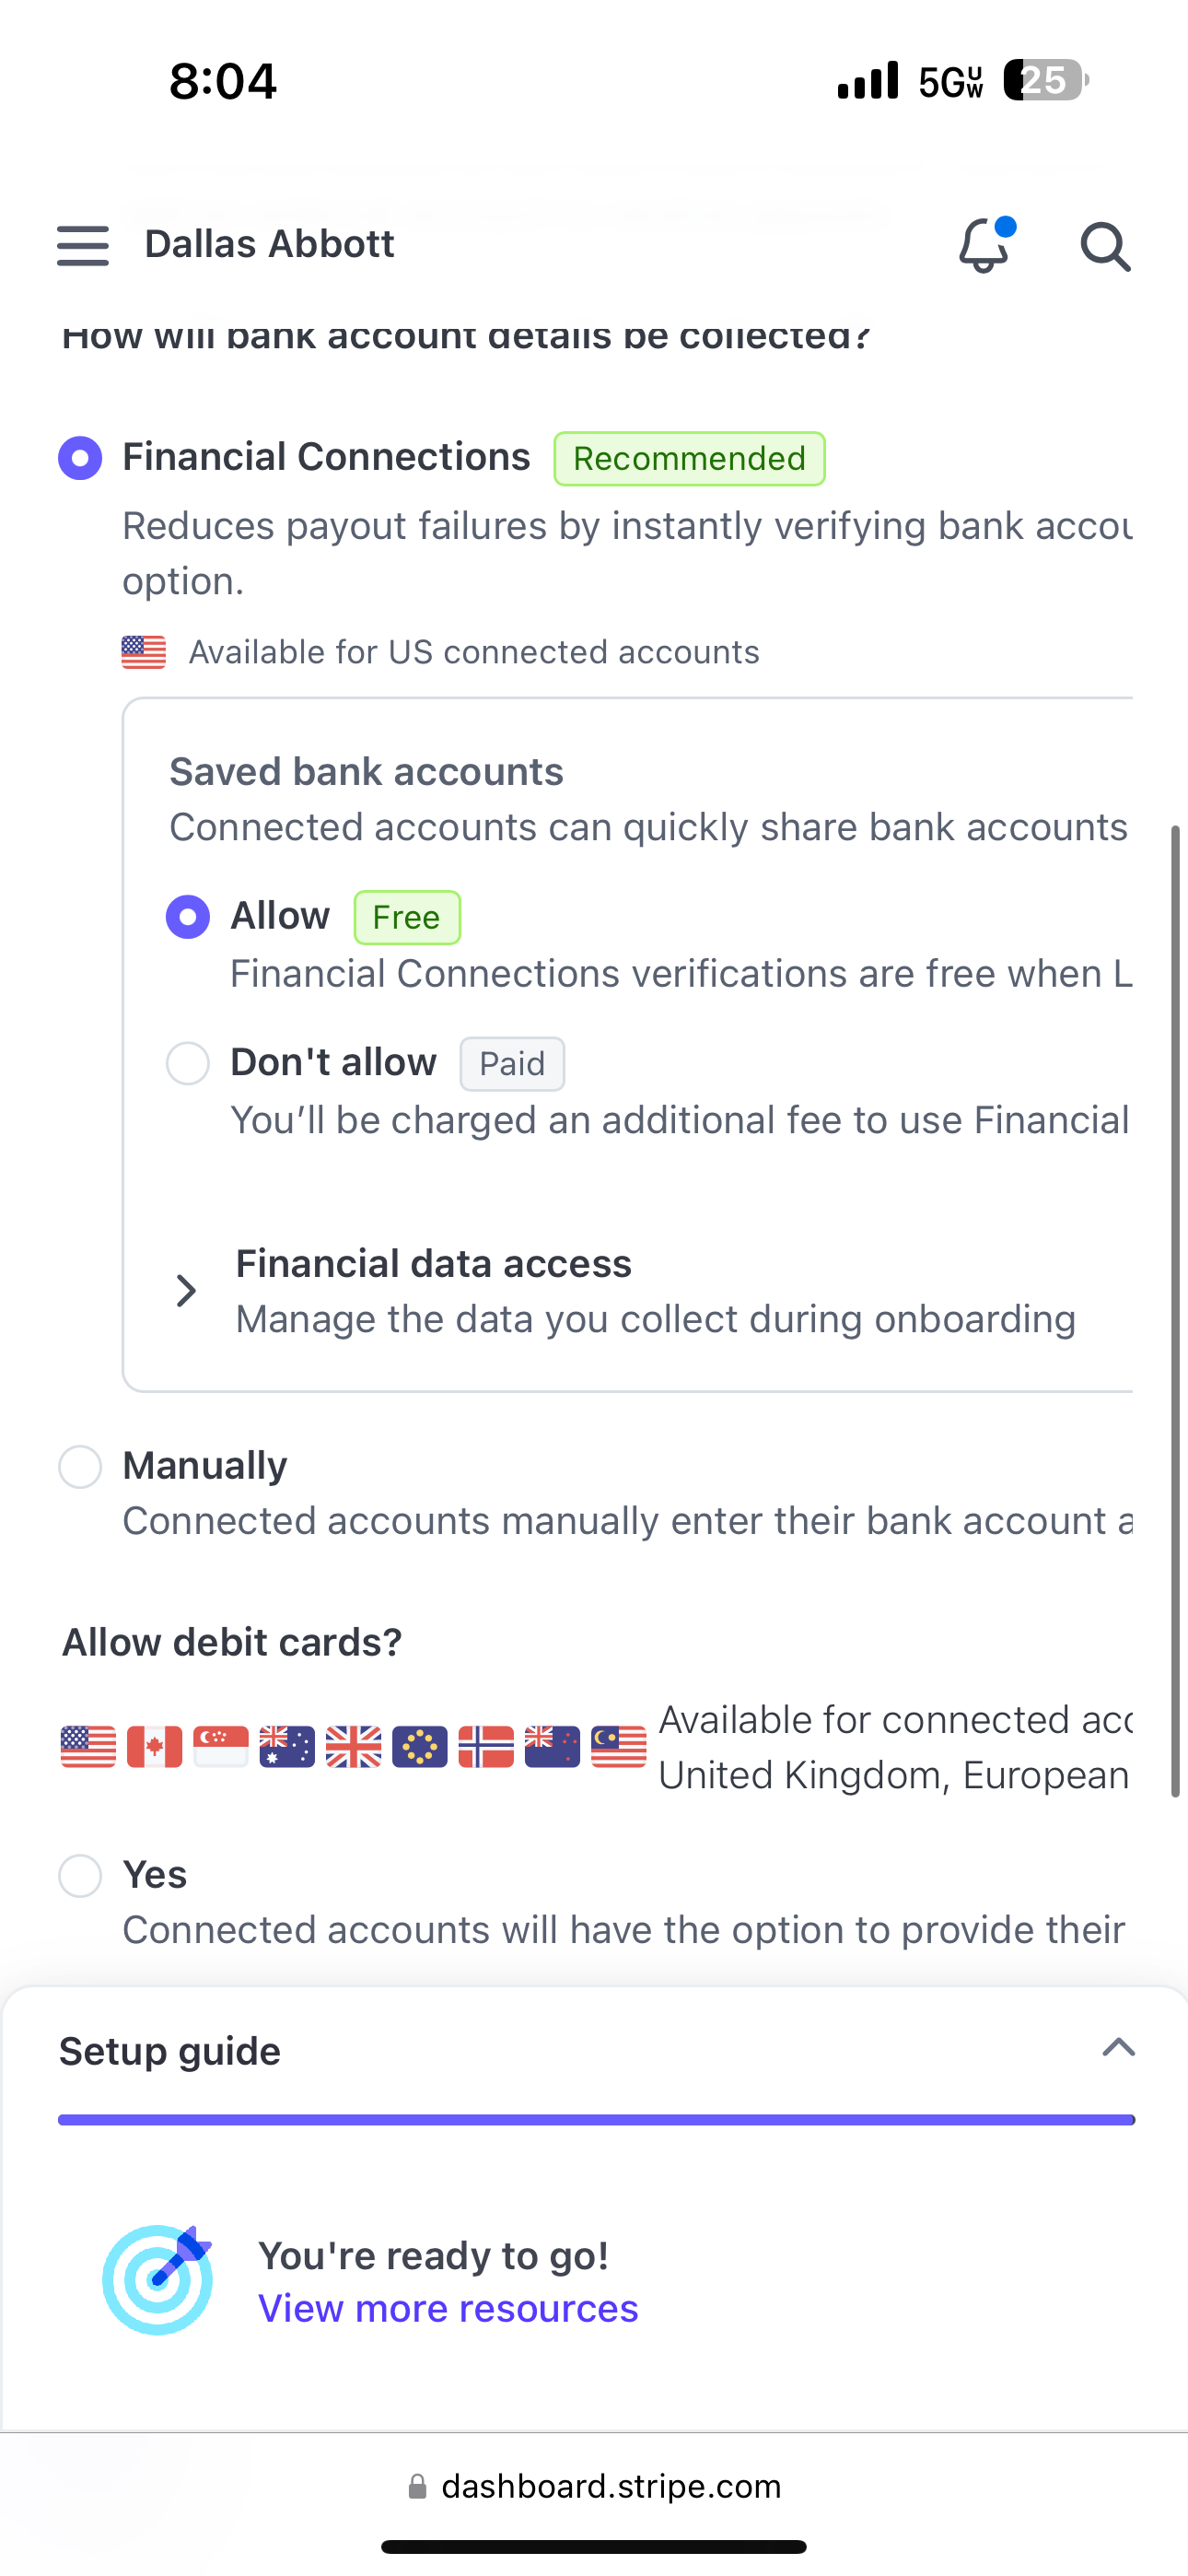 8:04
5G UW
25
Dallas Abbott
How will bank account details be collected?
Financial Connections
Recommended
Reduces payout failures by instantly verifying bank accou
option.
Available for US connected accounts
Saved bank accounts
Connected accounts can quickly share bank accounts
Allow
Free
Financial Connections verifications are free when L
Don't allow
Paid
You’ll be charged an additional fee to use Financial
Financial data access
Manage the data you collect during onboarding
Manually
Connected accounts manually enter their bank account a
Allow debit cards?
Available for connected acc
United Kingdom, European
Yes
Connected accounts will have the option to provide their
Setup guide
You're ready to go!
View more resources
dashboard.stripe.com